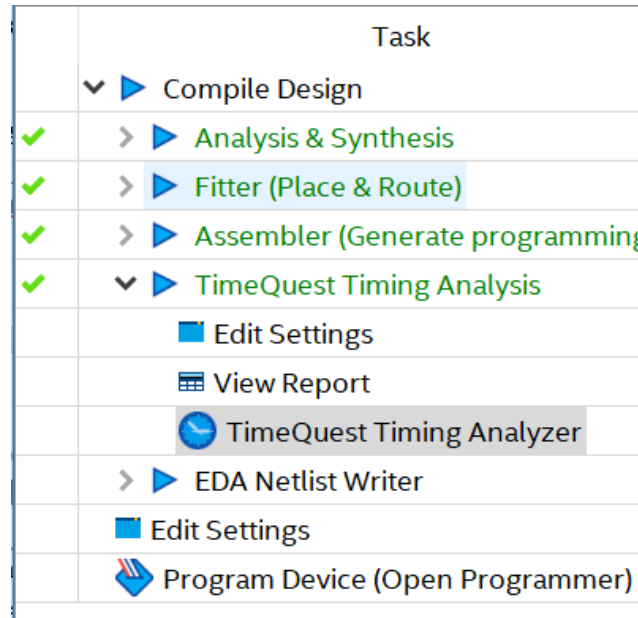 Task
Compile Design
Analysis & Synthesis
Fitter (Place & Route)
Assembler (Generate programming
TimeQuest Timing Analysis
Edit Settings
View Report
TimeQuest Timing Analyzer
EDA Netlist Writer
Edit Settings
Program Device (Open Programmer)